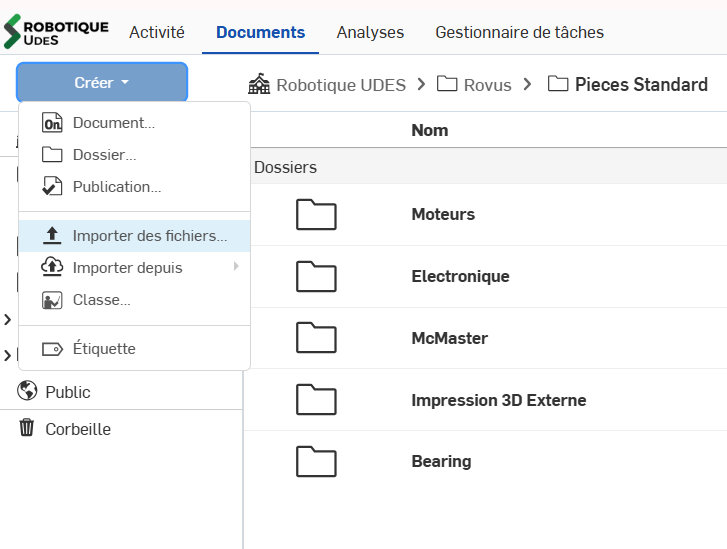 ROBOTIQUE
UDES
Activité
Documents
Analyses
Gestionnaire de tâches
Créer
Robotique UDES > Rovus > Pieces Standard
On Document...
Dossier...
Publication...
Importer des fichiers...
Importer depuis
Classe...
Étiquette
Public
Corbeille
Nom
Dossiers
Moteurs
Electronique
McMaster
Impression 3D Externe
Bearing